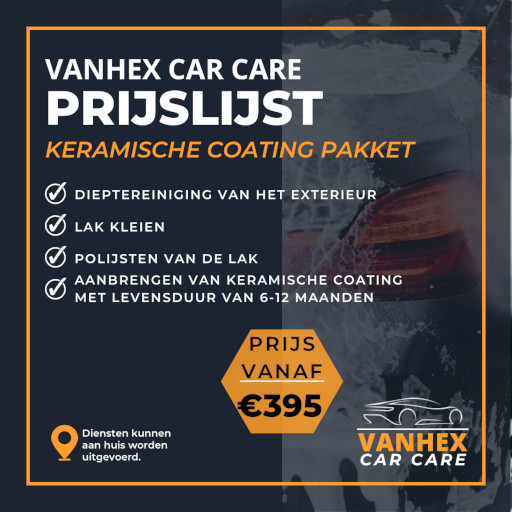 VANHEX CAR CARE
PRIJSLIJST
KERAMISCHE COATING PAKKET
DIEPTEREINIGING VAN HET EXTERIEUR
LAK KLEIEN
POLIJSTEN VAN DE LAK
AANBRENGEN VAN KERAMISCHE COATING
MET LEVENSDUUR VAN 6-12 MAANDEN
PRIJS
VANAF
€395
Diensten kunnen
aan huis worden
uitgevoerd.
VANHEX
CAR CARE